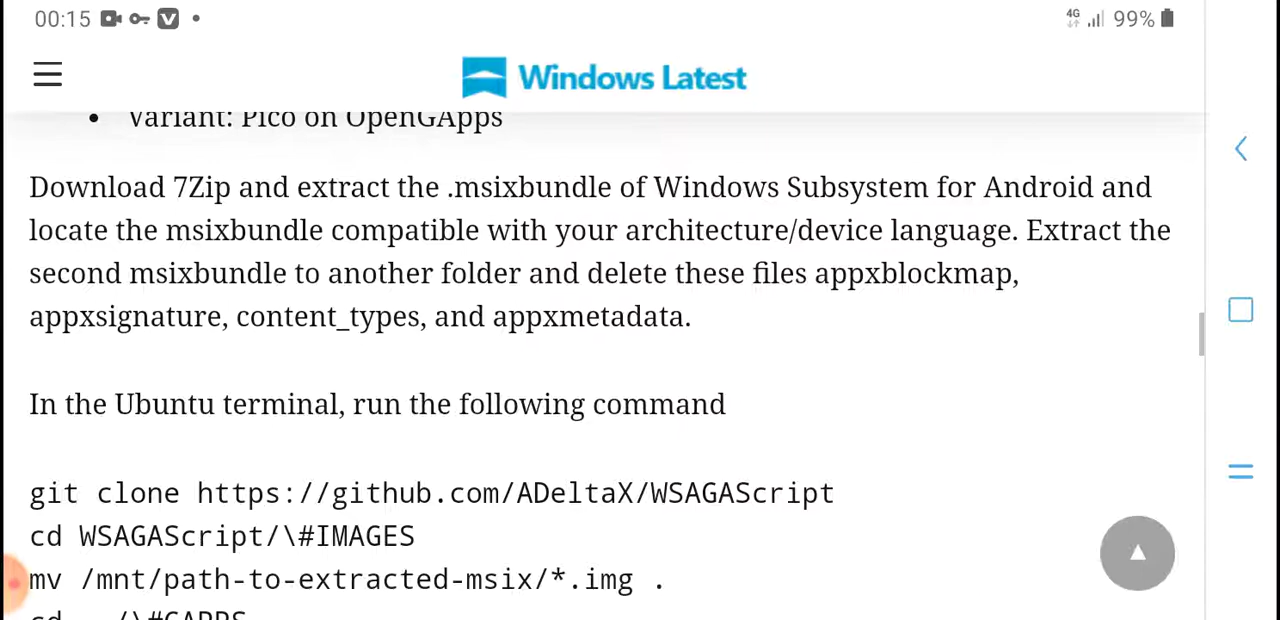 00:15
4G 99%
Windows Latest
• Variant: Pico on OpenGApps
Download 7Zip and extract the .msixbundle of Windows Subsystem for Android and
locate the msixbundle compatible with your architecture/device language. Extract the
second msixbundle to another folder and delete these files appxblockmap,
appxsignature, content_types, and appxmetadata.
In the Ubuntu terminal, run the following command
git clone https://github.com/ADeltaX/WSAGAScript
cd WSAGAScript/\#IMAGES
mv /mnt/path-to-extracted-msix/*.img .